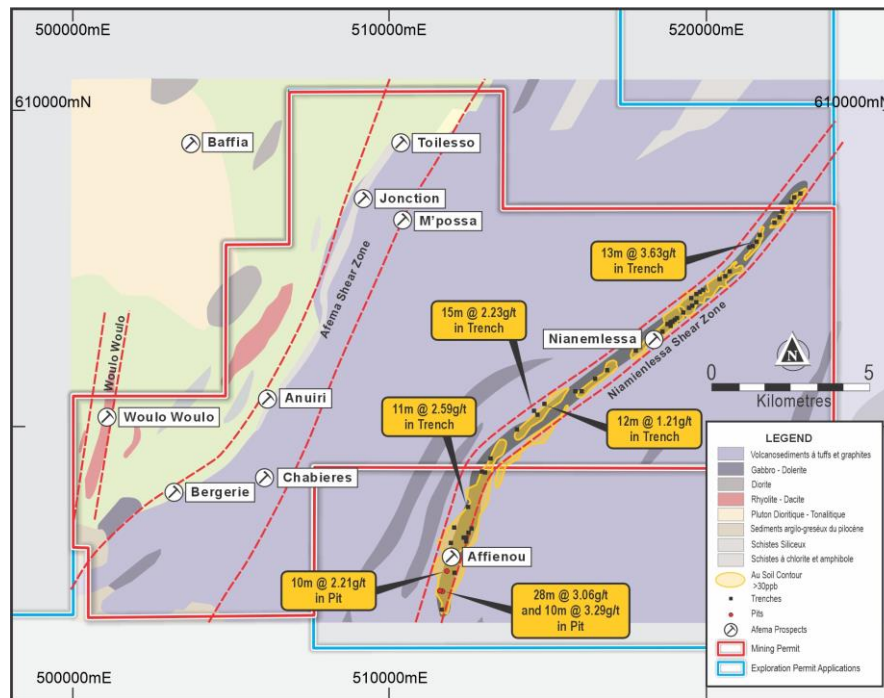 500000mE
510000mE
520000mE
610000mN
610000mN
Baffia
Toilesso
Jonction
M'possa
Afema Shear Zone
13m @ 3.63g/t
in Trench
15m @ 2.23g/t
in Trench
Nianemlessa
Niamienlessa Shear Zone
N
0
5
Kilometres
Woulo Woulo
Woulo Woulo
Anuiri
11m @ 2.59g/t
in Trench
12m @ 1.21g/t
in Trench
Chabieres
Bergerie
Affienou
10m @ 2.21g/t
in Pit
28m @ 3.06g/t
and 10m @ 3.29g/t
in Pit
LEGEND
Volcanosediments à tuffs et graphites
Gabbro - Dolerite
Diorite
Rhyolite - Dacite
Pluton Dioritique - Tonalitique
Sediments argilo-greséux du pilocène
Schistes Siliceux
Schistes à chlorite et amphibole
Au Soil Contour
>30ppb
Trenches
Pits
Afema Prospects
Mining Permit
Exploration Permit Applications
500000mE
510000mE